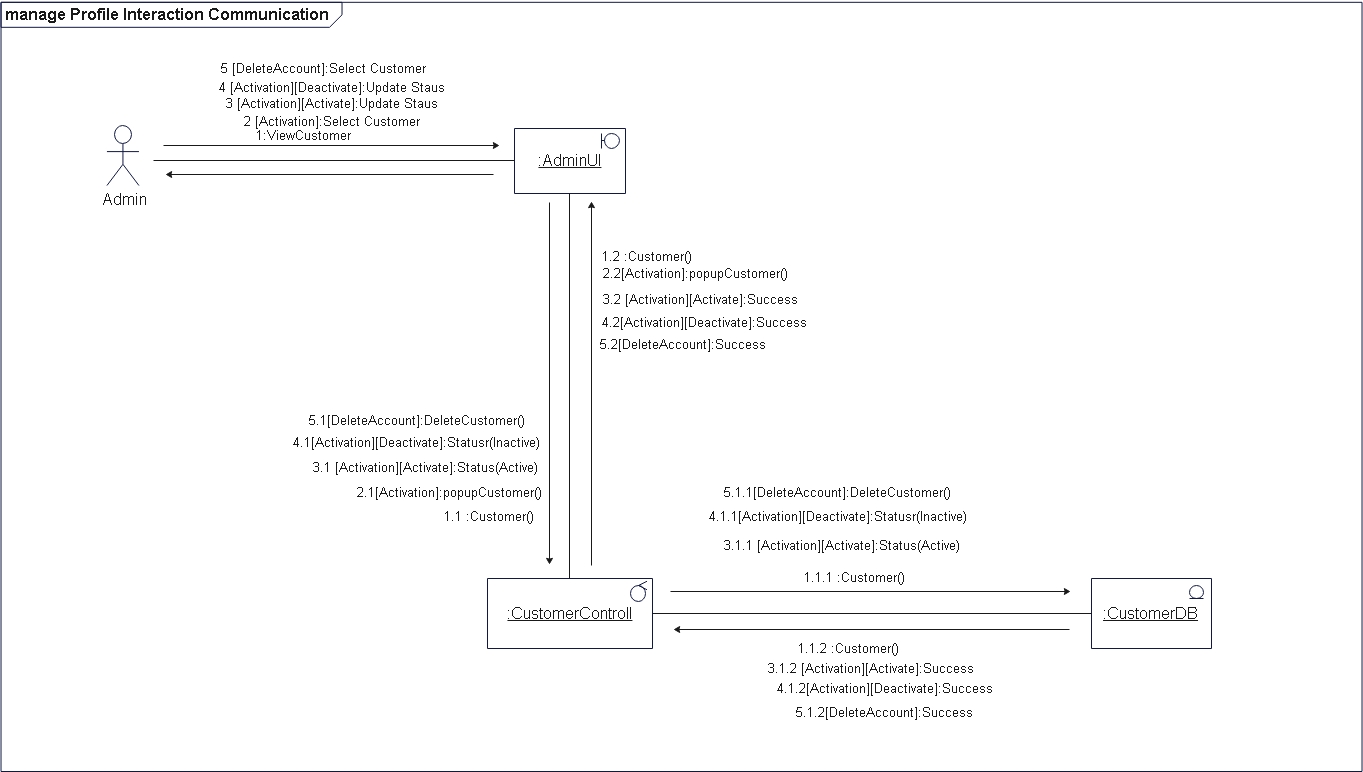 manage Profile Interaction Communication
5 [DeleteAccount]:Select Customer
4 [Activation][Deactivate]:Update Staus
3 [Activation][Activate]:Update Staus
2 [Activation]:Select Customer
1:ViewCustomer
:AdminUI
Admin
1.2 :Customer()
2.2[Activation]:popupCustomer()
3.2 [Activation][Activate]:Success
4.2[Activation][Deactivate]:Success
5.2[DeleteAccount]:Success
5.1[DeleteAccount]:DeleteCustomer()
4.1[Activation][Deactivate]:Statusr(Inactive)
3.1 [Activation][Activate]:Status(Active)
2.1[Activation]:popupCustomer()
1.1 :Customer()
5.1.1[DeleteAccount]:DeleteCustomer()
4.1.1[Activation][Deactivate]:Statusr(Inactive)
3.1.1 [Activation][Activate]:Status(Active)
1.1.1 :Customer()
:CustomerControll
:CustomerDB
1.1.2 :Customer()
3.1.2 [Activation][Activate]:Success
4.1.2[Activation][Deactivate]:Success
5.1.2[DeleteAccount]:Success